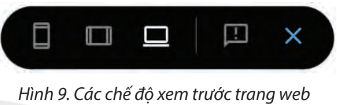 Hình 9. Các chế độ xem trước trang web